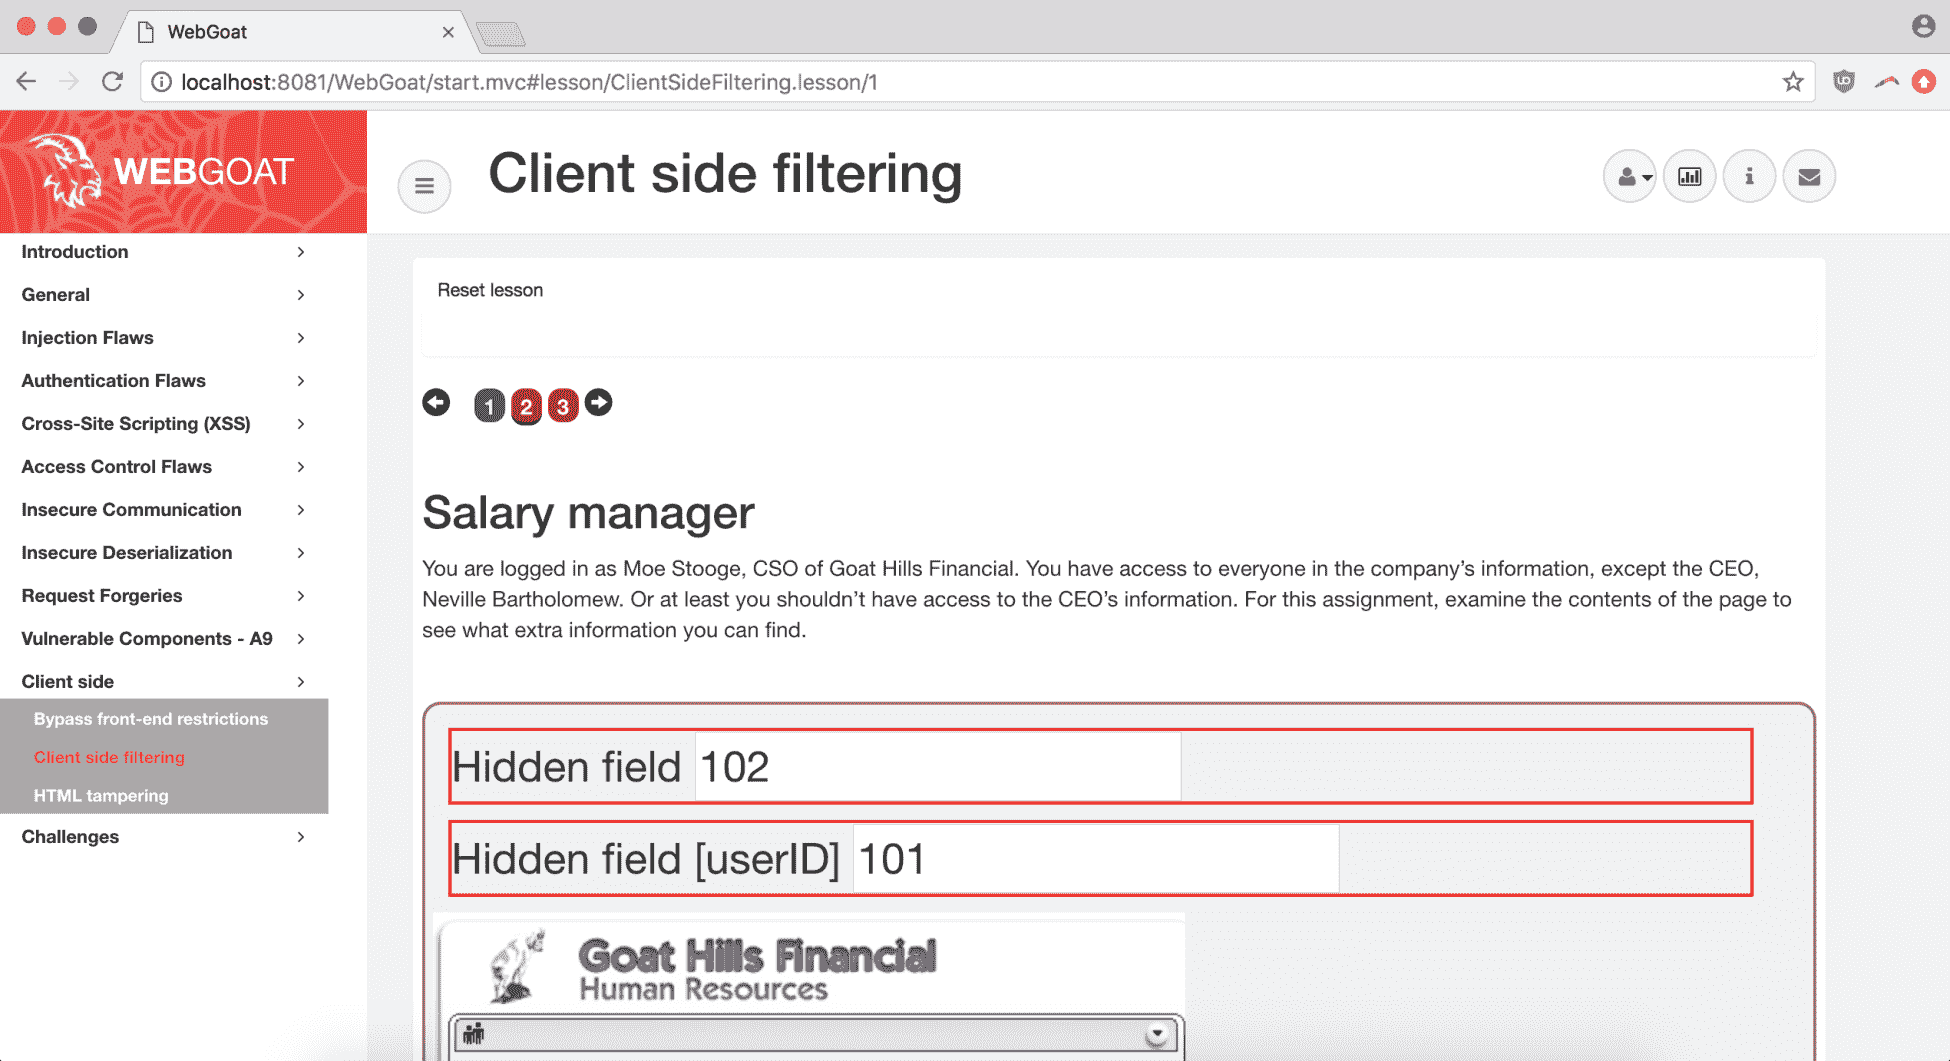 WebGoat
localhost:8081/WebGoat/start.mvc#lesson/ClientSideFiltering.lesson/1
WEBGOAT
Client side filtering
Introduction
General
Injection Flaws
Authentication Flaws
Cross-Site Scripting (XSS)
Access Control Flaws
Insecure Communication
Insecure Deserialization
Request Forgeries
Vulnerable Components - A9
Client side
Bypass front-end restrictions
Client side filtering
HTML tampering
Challenges
Reset lesson
1 2 3
Salary manager
You are logged in as Moe Stooge, CSO of Goat Hills Financial. You have access to everyone in the company's information, except the CEO,
Neville Bartholomew. Or at least you shouldn't have access to the CEO's information. For this assignment, examine the contents of the page to
see what extra information you can find.
Hidden field 102
Hidden field [userID] 101
Goat Hills Financial
Human Resources